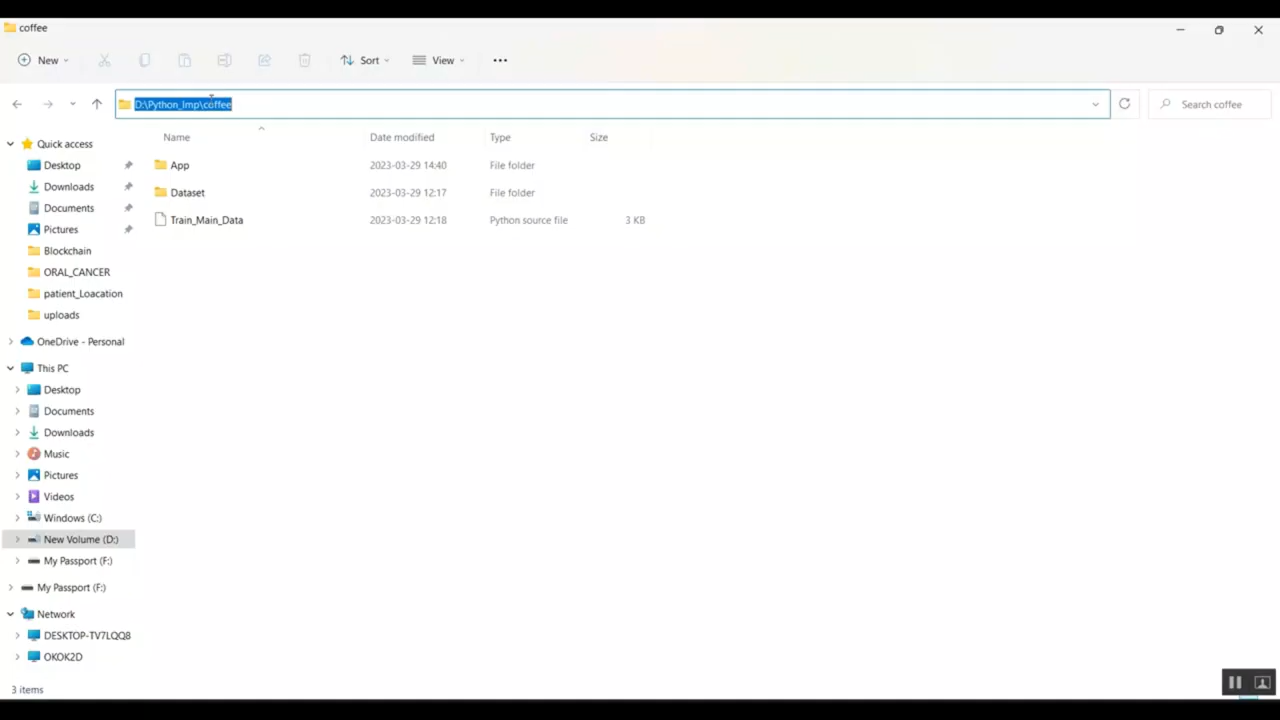 coffee
New
Sort
View
D:\Python_Imp\coffee
Search coffee
Name Date modified Type Size
App 2023-03-29 14:40 File folder
Dataset 2023-03-29 12:17 File folder
Train_Main_Data 2023-03-29 12:18 Python source file 3 KB
Quick access
Desktop
Downloads
Documents
Pictures
Blockchain
ORAL_CANCER
patient_Loacation
uploads
OneDrive - Personal
This PC
Desktop
Documents
Downloads
Music
Pictures
Videos
Windows (C:)
New Volume (D:)
My Passport (F:)
My Passport (F:)
Network
DESKTOP-TV7LQQ8
OKOK2D
3 items